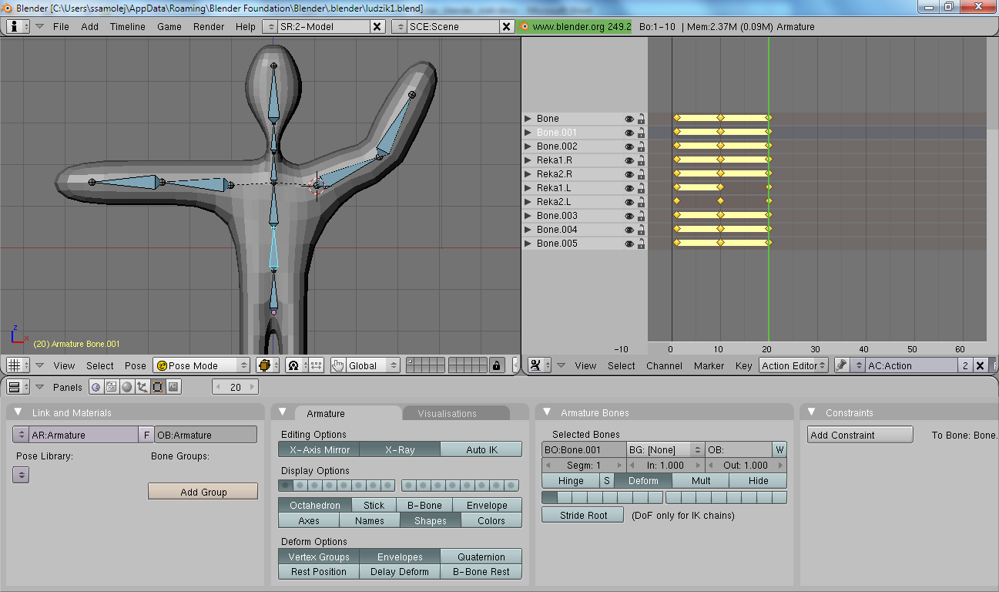 Blender [C:\Users\ssamolej\AppData\Roaming\Blender Foundation\Blender\.blender\ludzik1.blend]
File Add Timeline Game Render Help SR:2-Model SCE:Scene www.blender.org 249.2 Bo:1-10 | Mem:2.37M (0.09M) Armature
Bone
Bone.001
Bone.002
Reka1.R
Reka2.R
Reka1.L
Reka2.L
Bone.003
Bone.004
Bone.005
z
x
(20) Armature Bone.001
-10 0 10 20 30 40 50 60
View Select Pose Pose Mode Global
View Select Channel Marker Key Action Editor AC:Action 2 F
Panels 20
Link and Materials
AR:Armature F OB:Armature
Pose Library: Bone Groups:
Add Group
Armature Visualisations
Editing Options
X-Axis Mirror X-Ray Auto IK
Display Options
Octahedron Stick B-Bone Envelope
Axes Names Shapes Colors
Deform Options
Vertex Groups Envelopes Quaternion
Rest Position Delay Deform B-Bone Rest
Armature Bones
Selected Bones
BO:Bone.001 BG: [None] OB: W
Segm: 1 In: 1.000 Out: 1.000
Hinge S Deform Mult Hide
Stride Root (DoF only for IK chains)
Constraints
Add Constraint To Bone: Bone.